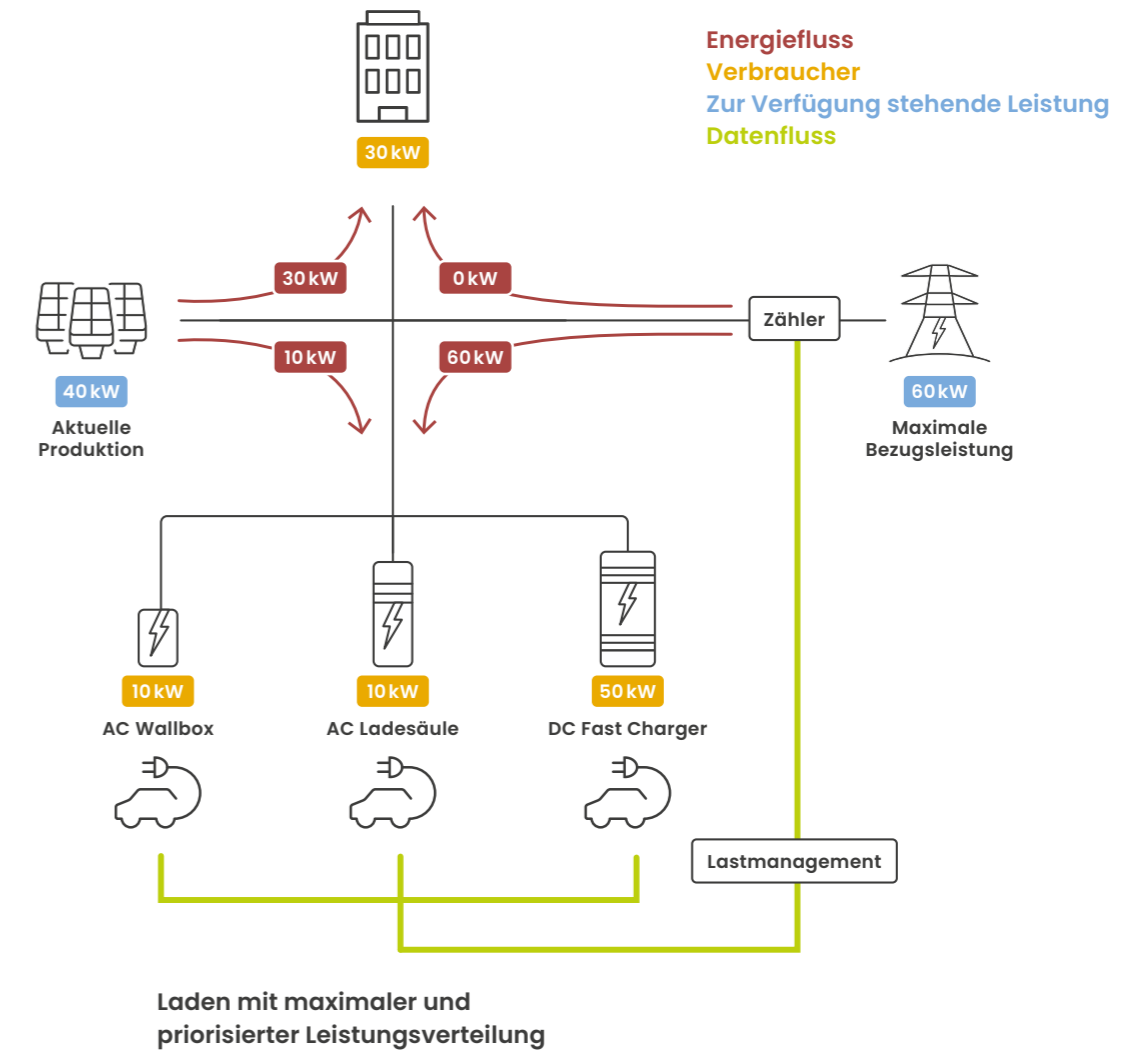 Energiefluss
Verbraucher
Zur Verfügung stehende Leistung
Datenfluss
30 kW
30 kW
0 kW
Zähler
10 kW
60 kW
40 kW
Aktuelle
Produktion
60 kW
Maximale
Bezugsleistung
10 kW
AC Wallbox
10 kW
AC Ladesäule
50 kW
DC Fast Charger
Lastmanagement
Laden mit maximaler und
priorisierter Leistungsverteilung